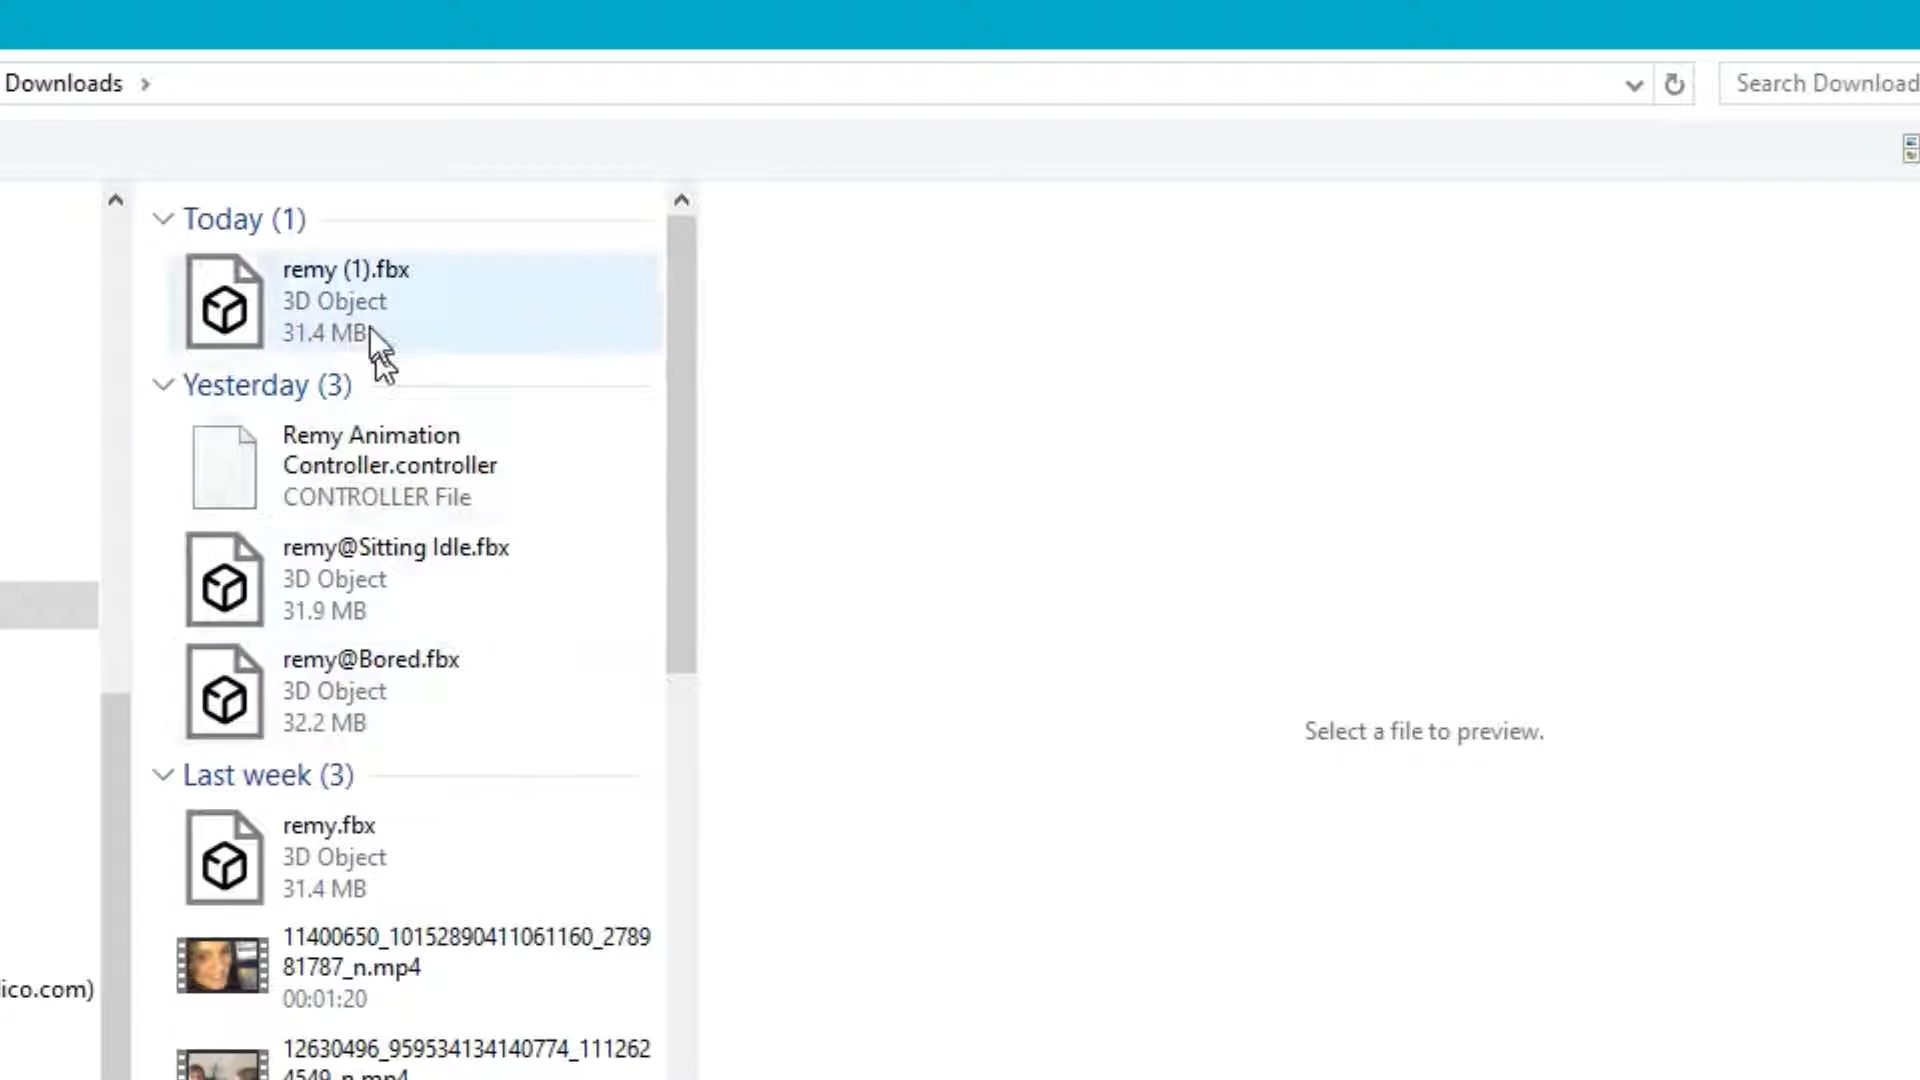 Downloads
Search Download
Today (1)
remy (1).fbx
3D Object
31.4 MB
Yesterday (3)
Remy Animation
Controller.controller
CONTROLLER File
remy@Sitting Idle.fbx
3D Object
31.9 MB
remy@Bored.fbx
3D Object
32.2 MB
Select a file to preview.
Last week (3)
remy.fbx
3D Object
31.4 MB
11400650_10152890411061160_2789
81787_n.mp4
00:01:20
ico.com)
12630496_959534134140774_111262
4549_n.mp4